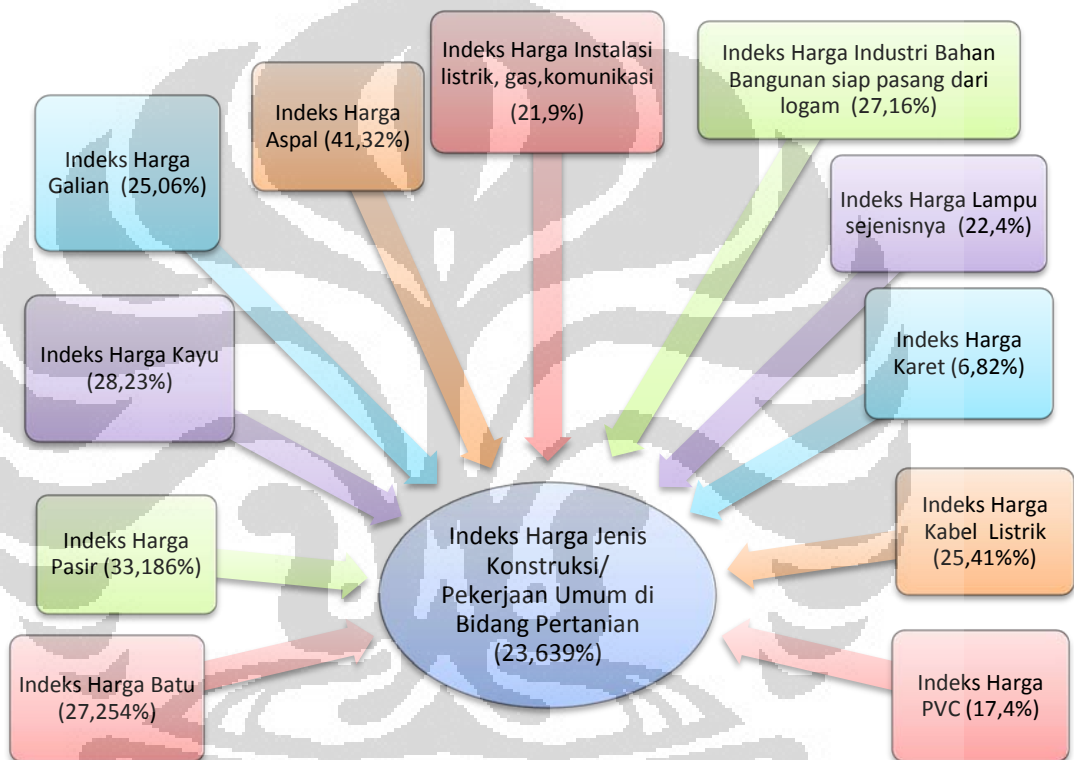 Indeks Harga Instalasi
listrik, gas,komunikasi
(21,9%)
Indeks Harga Industri Bahan
Bangunan siap pasang dari
logam (27,16%)
Indeks Harga
Aspal (41,32%)
Indeks Harga
Galian (25,06%)
Indeks Harga Lampu
sejenisnya (22,4%)
Indeks Harga Kayu
(28,23%)
Indeks Harga
Karet (6,82%)
Indeks Harga
Pasir (33,186%)
Indeks Harga Jenis
Konstruksi/
Pekerjaan Umum di
Bidang Pertanian
(23,639%)
Indeks Harga
Kabel Listrik
(25,41%%)
Indeks Harga Batu
(27,254%)
Indeks Harga
PVC (17,4%)